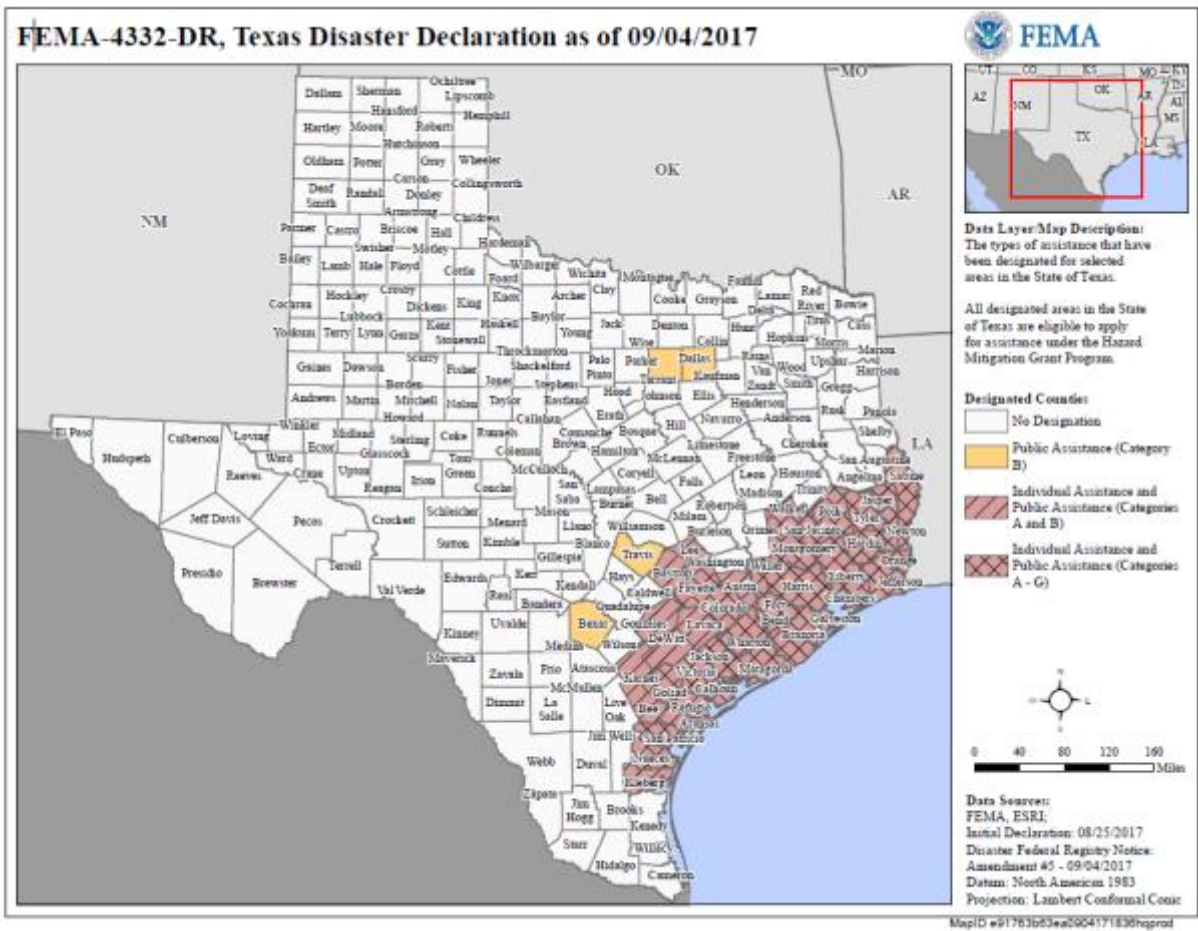 FEMA-4332-DR, Texas Disaster Declaration as of 09/04/2017
FEMA
MO
OK
AR
NM
LA
UT CO KS MO KY
AZ NM OK AR TN
AL
MS
TX LA
Dallam Sherman Ochiltree Lipscomb
Hansford Hemphill
Hartley Moore Roberts
Hutchinson
Oldham Potter Gray Wheeler
Carson Collingsworth
Deaf Smith Randall Donley
Armstrong Childress
Parmer Castro Briscoe Hall
Swisher Motley Hardeman
Bailey Lamb Hale Floyd Cottle Foard Wilbarger Wichita Montague Fannin
Cochran Hockley Crosby Dickens King Knox Archer Clay Cooke Grayson Lamar Red River Bowie
Lubbock Baylor Delta
Yoakum Terry Lynn Garza Kent Stonewall Haskell Young Jack Denton Hunt Hopkins Titus Morris Cass
Throckmorton Wise Collin Marion
Gaines Dawson Scurry Fisher Shackelford Palo Pinto Parker Dallas Rains Wood Upshur Harrison
Borden Jones Stephens Tarrant Kaufman Van Zandt Smith Gregg
Andrews Martin Mitchell Nolan Taylor Eastland Hood Johnson Ellis Henderson Rusk Panola
Howard Callahan Erath Navarro Anderson
El Paso Hudspeth Culberson Loving Winkler Ector Midland Glasscock Sterling Coke Runnels Coleman Comanche Brown Bosque Hill Cherokee Shelby
Reeves Ward Crane Upton Reagan Irion Tom Green Concho McCulloch Hamilton McLennan Limestone Freestone Leon Houston San Augustine
San Saba Lampasas Coryell Falls Madison Trinity Angelina Sabine
Jeff Davis Pecos Crockett Schleicher Menard Mason Burnet Bell Robertson Walker Polk Jasper
Sutton Kimble Llano Williamson Milam Burleson Grimes San Jacinto Tyler Newton
Presidio Brewster Terrell Val Verde Edwards Gillespie Blanco Travis Lee Washington Waller Montgomery Hardin Orange
Real Kerr Kendall Hays Bastrop Fayette Austin Harris Liberty Jefferson
Bandera Caldwell Chambers
Kinney Uvalde Bexar Guadalupe Gonzales Colorado Fort Bend Galveston
Maverick Medina Wilson DeWitt Lavaca Wharton Brazoria
Zavala Frio Atascosa Karnes Jackson Matagorda
McMullen Victoria
Dimmit La Salle Live Oak Goliad Calhoun
Bee Refugio
Aransas
Jim Wells San Patricio
Webb Duval Nueces
Kleberg
Zapata Jim Hogg Brooks Kenedy
Starr Willacy
Hidalgo Cameron
Data Layer/Map Description:
The types of assistance that have
been designated for selected
areas in the State of Texas.
All designated areas in the State
of Texas are eligible to apply
for assistance under the Hazard
Mitigation Grant Program.
Designated Counties
No Designation
Public Assistance (Category
B)
Individual Assistance and
Public Assistance (Categories
A and B)
Individual Assistance and
Public Assistance (Categories
A - G)
0 40 80 120 160
Miles
Data Sources:
FEMA, ESRI;
Initial Declaration: 08/25/2017
Disaster Federal Registry Notice:
Amendment #5 - 09/04/2017
Datum: North American 1983
Projection: Lambert Conformal Conic
MapID e91763b63ea0904171836hqprod